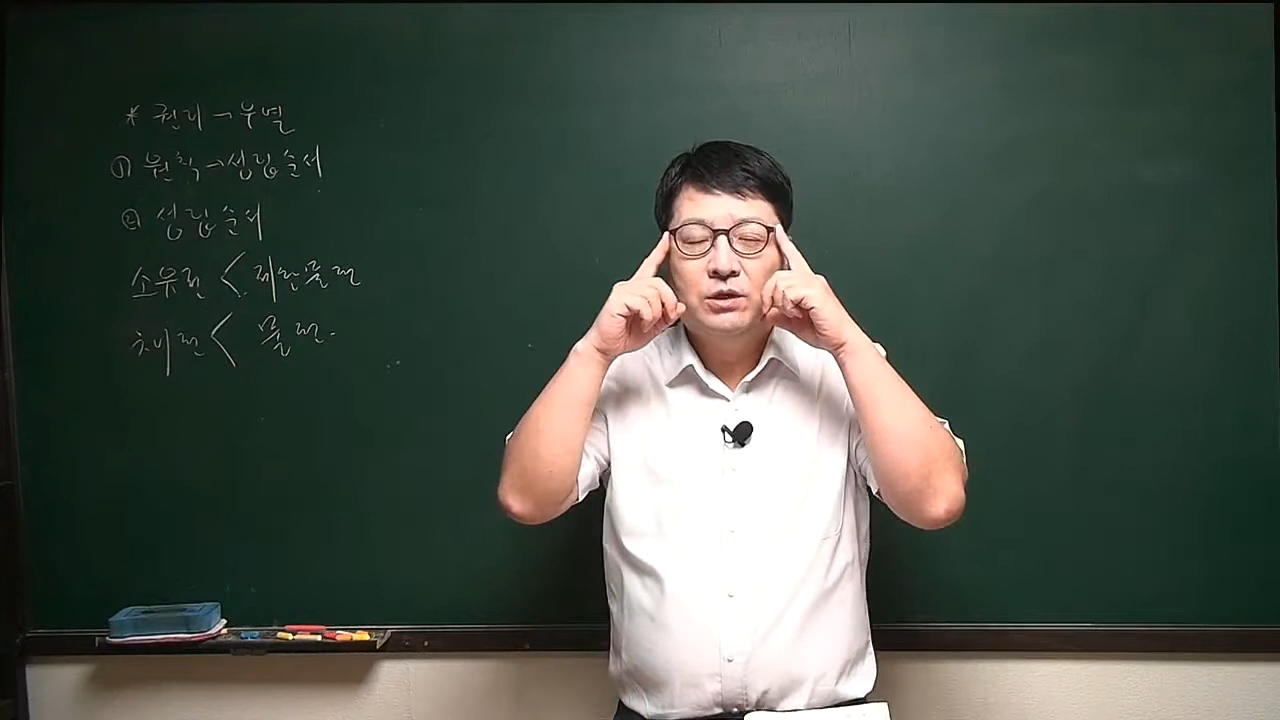 * 권리 → 우열
① 원칙 → 성립순서
② 성립순서
소유권 < 제한물권
채권 < 물권.